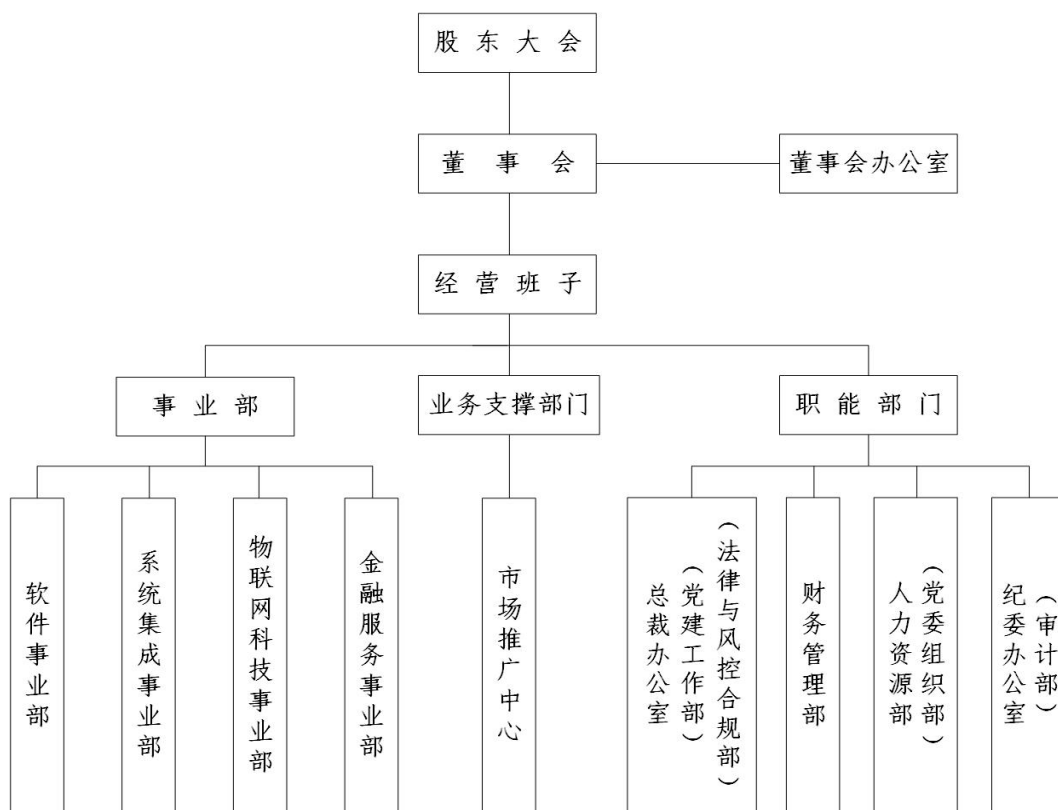 股东大会
董事会
董事会办公室
经营班子
事业部
业务支撑部门
职能部门
软件事业部
系统集成事业部
物联网科技事业部
金融服务事业部
市场推广中心
总裁办公室
（党建工作部）
（法律与风控合规部）
财务管理部
人力资源部
（党委组织部）
纪委办公室
（审计部）